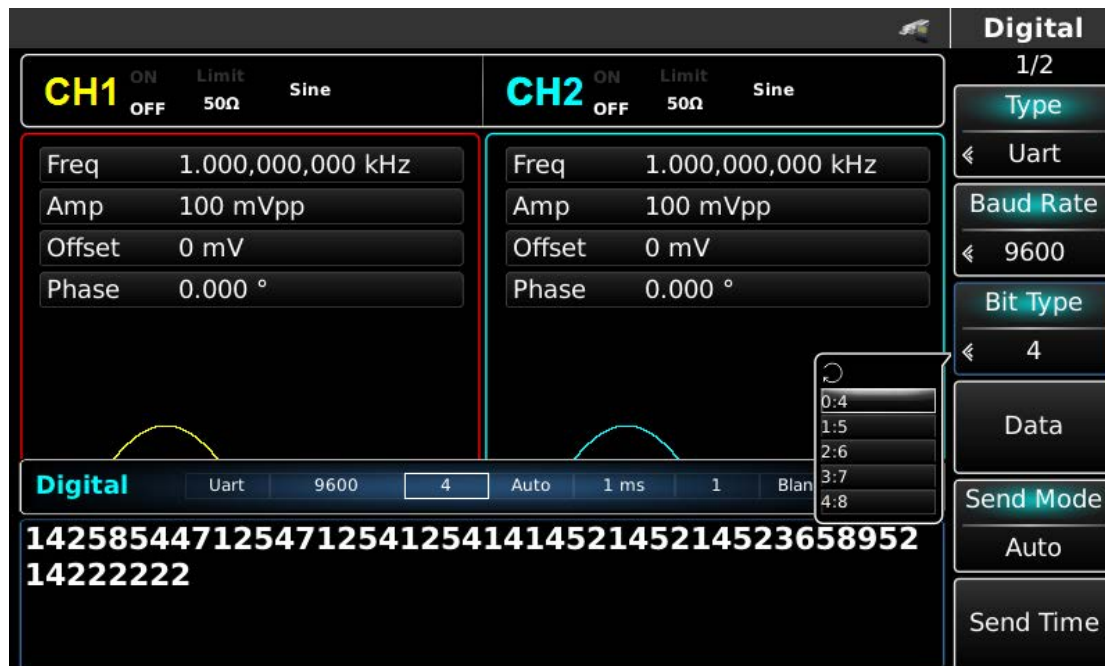 Digital
1/2
CH1 ON OFF Limit 50Ω Sine
CH2 ON OFF Limit 50Ω Sine
Freq 1.000,000,000 kHz
Amp 100 mVpp
Offset 0 mV
Phase 0.000 °
Freq 1.000,000,000 kHz
Amp 100 mVpp
Offset 0 mV
Phase 0.000 °
Type
Uart
Baud Rate
9600
Bit Type
4
0:4
1:5
2:6
3:7
4:8
Data
Send Mode
Auto
Send Time
Digital Uart 9600 4 Auto 1 ms 1 Blan
14258544712547125412541414521452145236 58952
14222222